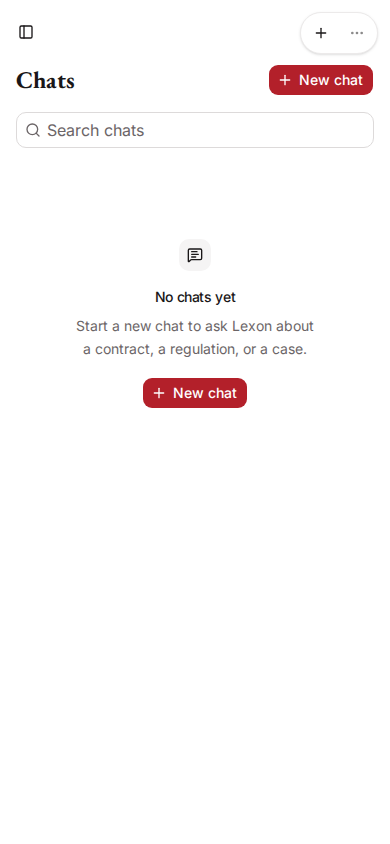 Chats
New chat
Search chats
No chats yet
Start a new chat to ask Lexon about
a contract, a regulation, or a case.
New chat